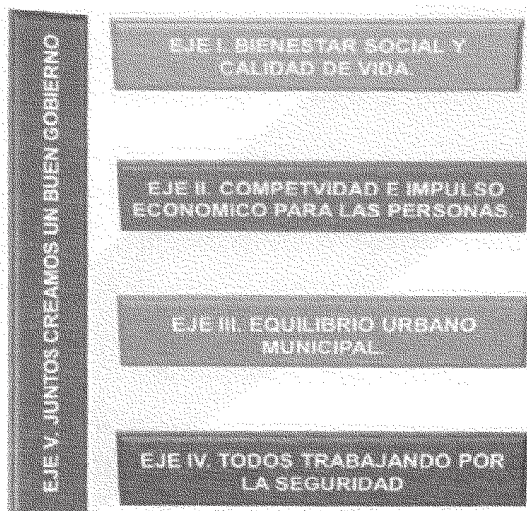 EJE V. JUNTOS CREAMOS UN BUEN GOBIERNO
EJE I. BIENESTAR SOCIAL Y
CALIDAD DE VIDA.
EJE II. COMPETVIDAD E IMPULSO
ECONOMICO PARA LAS PERSONAS.
EJE III. EQUILIBRIO URBANO
MUNICIPAL.
EJE IV. TODOS TRABAJANDO POR
LA SEGURIDAD